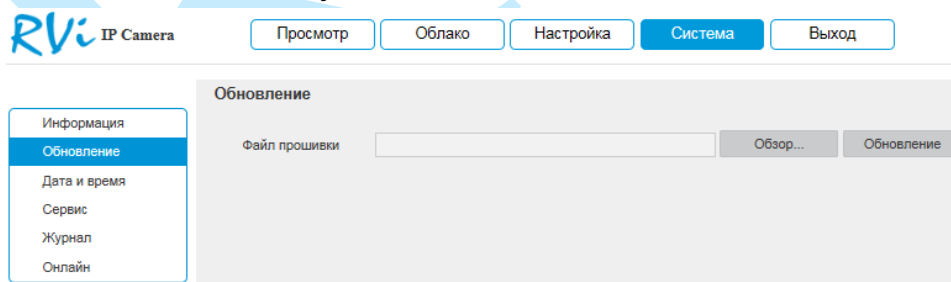 RVi IP Camera
Просмотр Облако Настройка Система Выход
Обновление
Информация
Обновление
Дата и время
Сервис
Журнал
Онлайн
Файл прошивки Обзор... Обновление